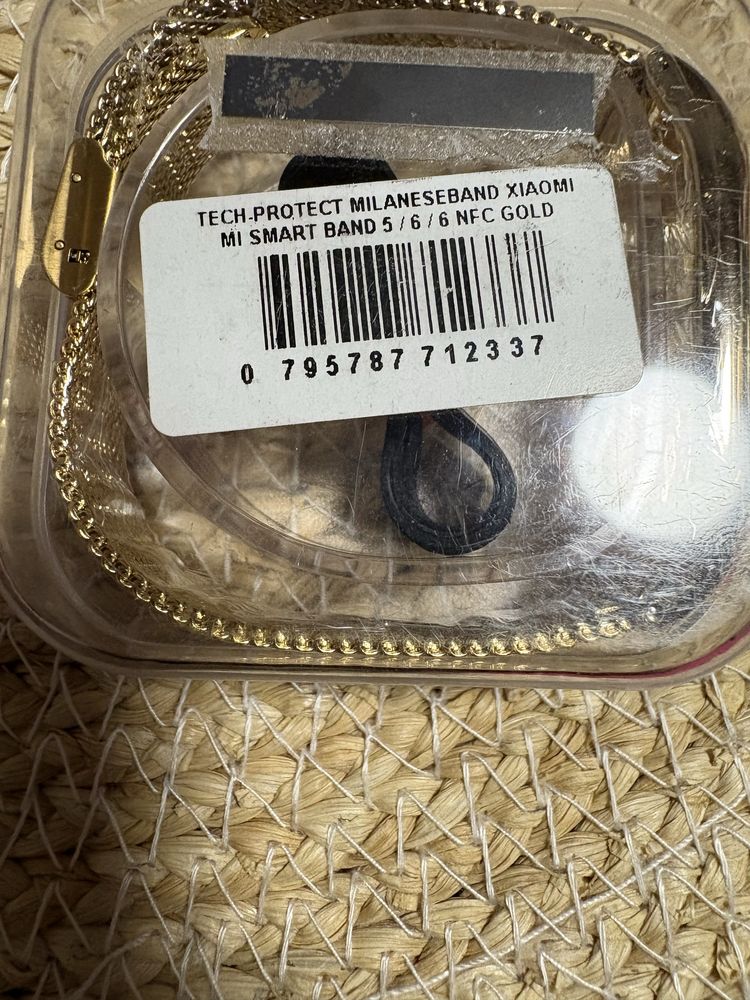 TECH-PROTECT MILANESEBAND XIAOMI
MI SMART BAND 5 / 6 / 6 NFC GOLD
0 795787 712337